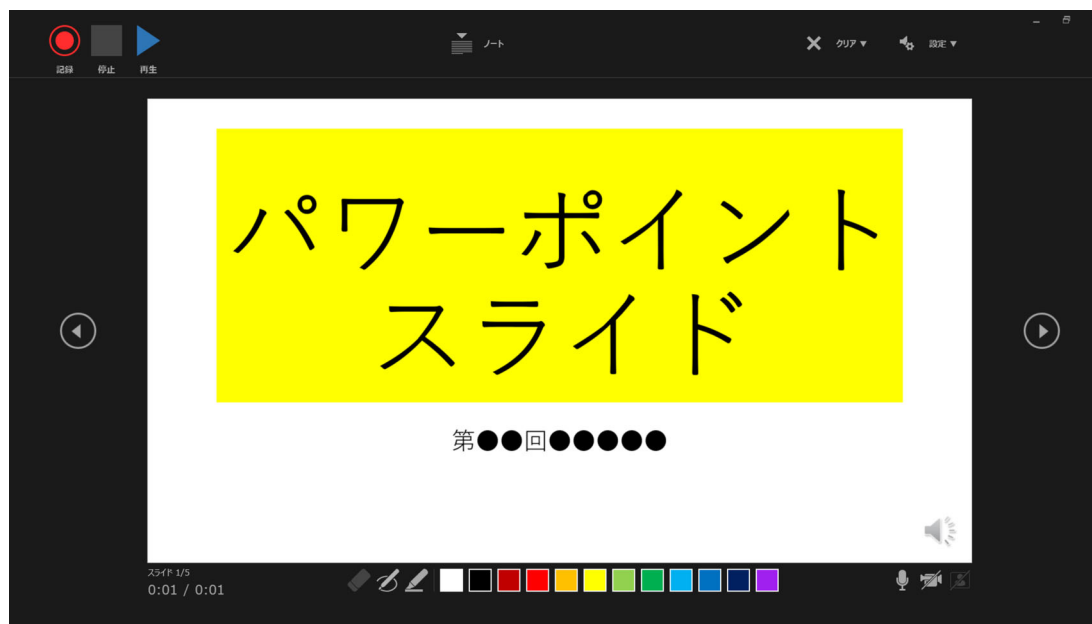 ノート
クリア ▼
設定 ▼
記録
停止
再生
パワーポイント
スライド
第●●回●●●●●
スライド 1/5
0:01 / 0:01